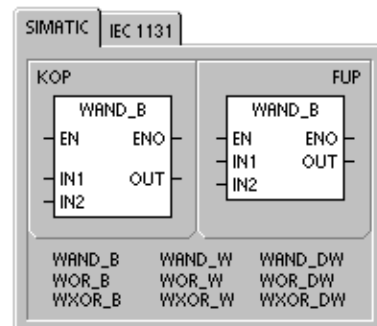 SIMATIC IEC 1131
KOP FUP
WAND_B WAND_B
EN ENO EN ENO
IN1 OUT IN1 OUT
IN2 IN2
WAND_B WAND_W WAND_DW
WOR_B WOR_W WOR_DW
WXOR_B WXOR_W WXOR_DW